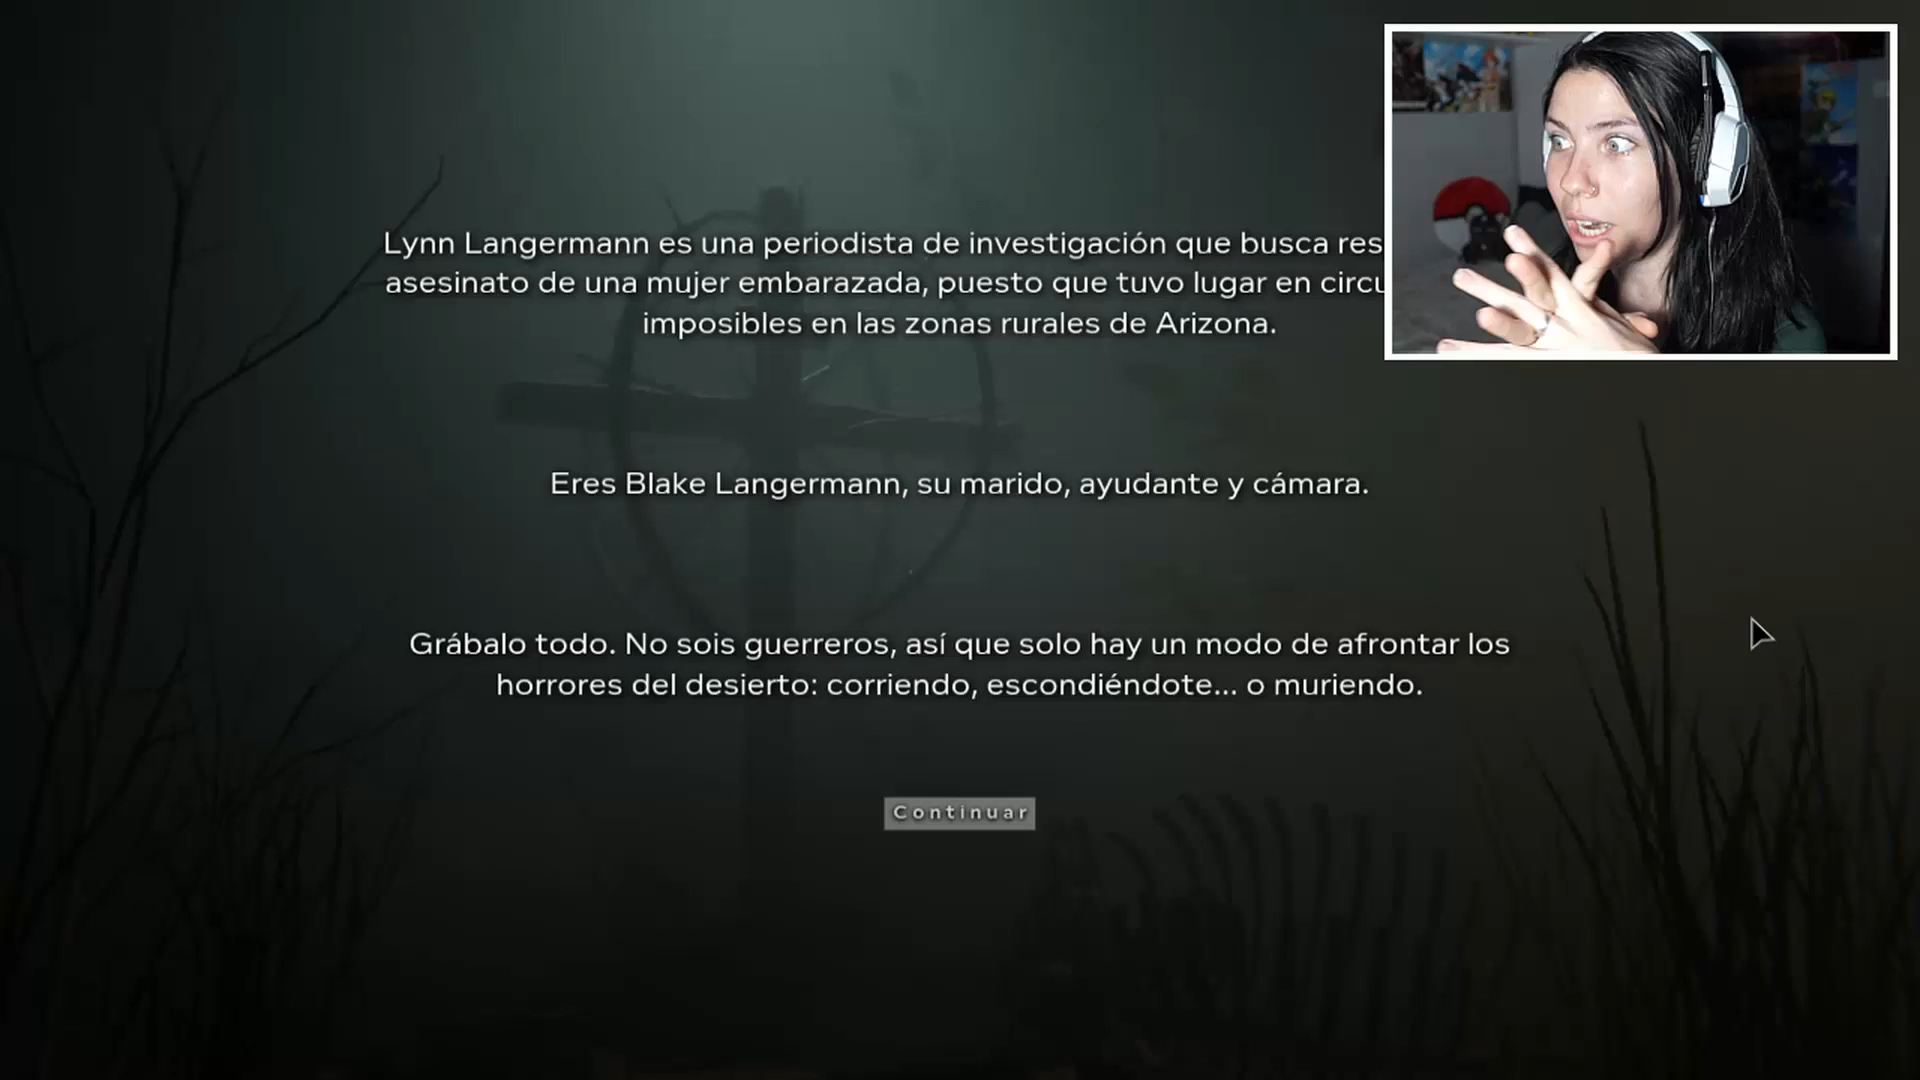 Lynn Langermann es una periodista de investigación que busca
asesinato de una mujer embarazada, puesto que tuvo lugar en
imposibles en las zonas rurales de Arizona.
Eres Blake Langermann, su marido, ayudante y cámara.
Grábalo todo. No sois guerreros, así que solo hay un modo de afrontar los
horrores del desierto: corriendo, escondiéndote... o muriendo.
Continuar